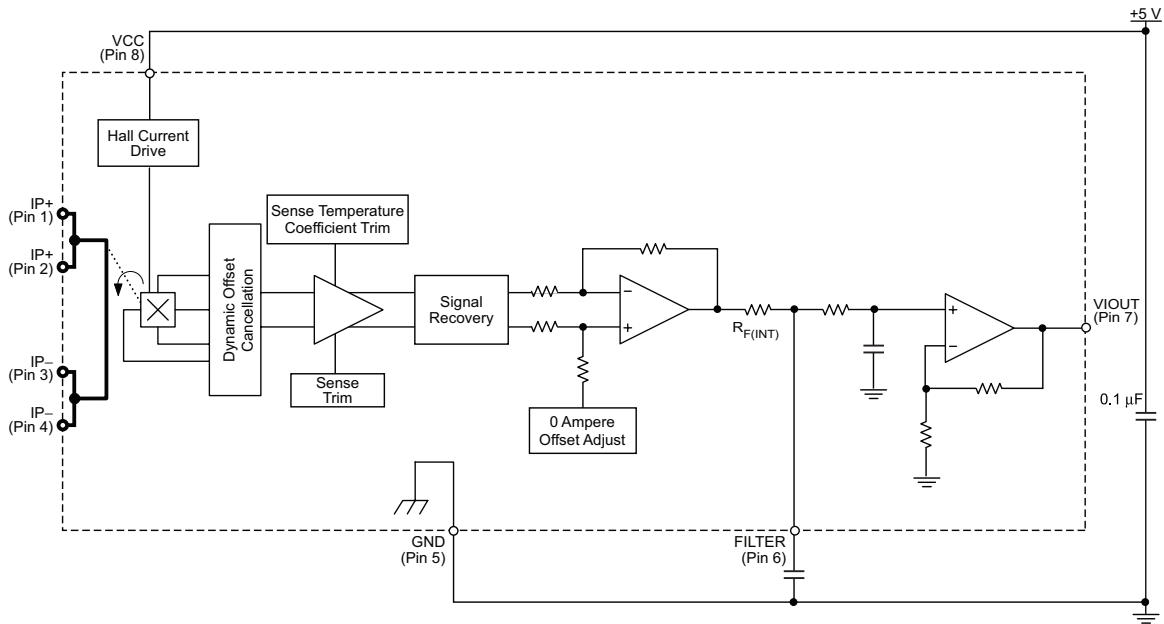 +5 V
VCC
(Pin 8)
Hall Current
Drive
IP+
(Pin 1)
IP+
(Pin 2)
IP–
(Pin 3)
IP–
(Pin 4)
Dynamic Offset
Cancellation
Sense Temperature
Coefficient Trim
Sense
Trim
Signal
Recovery
–
+
0 Ampere
Offset Adjust
RF(INT)
+
–
VIOUT
(Pin 7)
0.1 μF
GND
(Pin 5)
FILTER
(Pin 6)